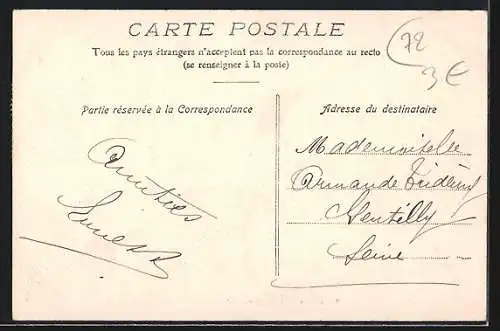 CARTE POSTALE
Tous les pays étrangers n'acceptent pas la correspondance au recto
(se renseigner à la poste)
72
3€
Partie réservée à la Correspondance
Adresse du destinataire
Amitiés
Mademoiselle
Armande
Gentilly
Seine